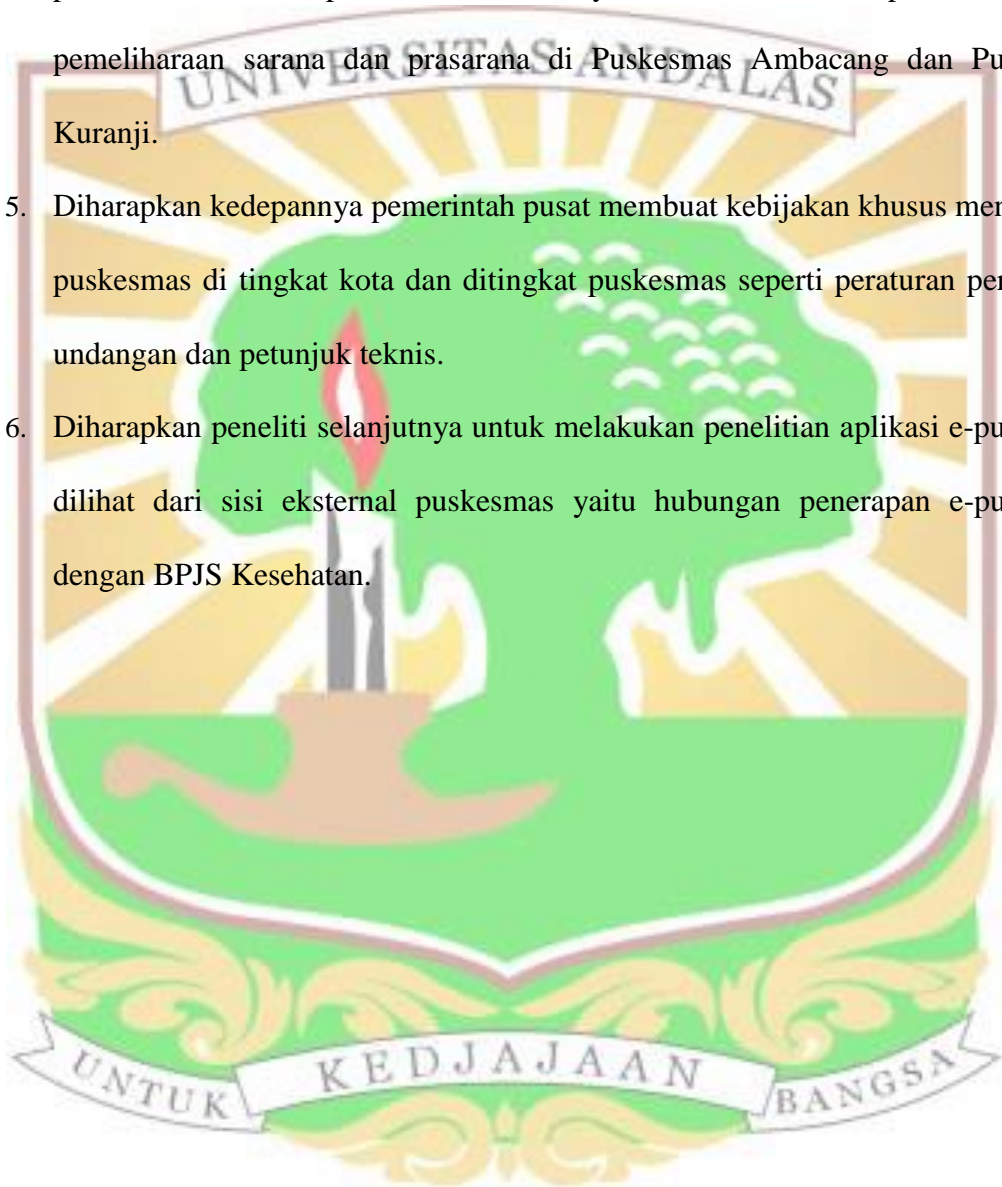 pemeliharaan sarana dan prasarana di Puskesmas Ambacang dan Pu
UNIVERSITAS ANDALAS
Kuranji.
5. Diharapkan kedepannya pemerintah pusat membuat kebijakan khusus men
puskesmas di tingkat kota dan ditingkat puskesmas seperti peraturan per
undangan dan petunjuk teknis.
6. Diharapkan peneliti selanjutnya untuk melakukan penelitian aplikasi e-pu
dilihat dari sisi eksternal puskesmas yaitu hubungan penerapan e-pu
dengan BPJS Kesehatan.
UNTUK KEDJAJAAN BANGSA